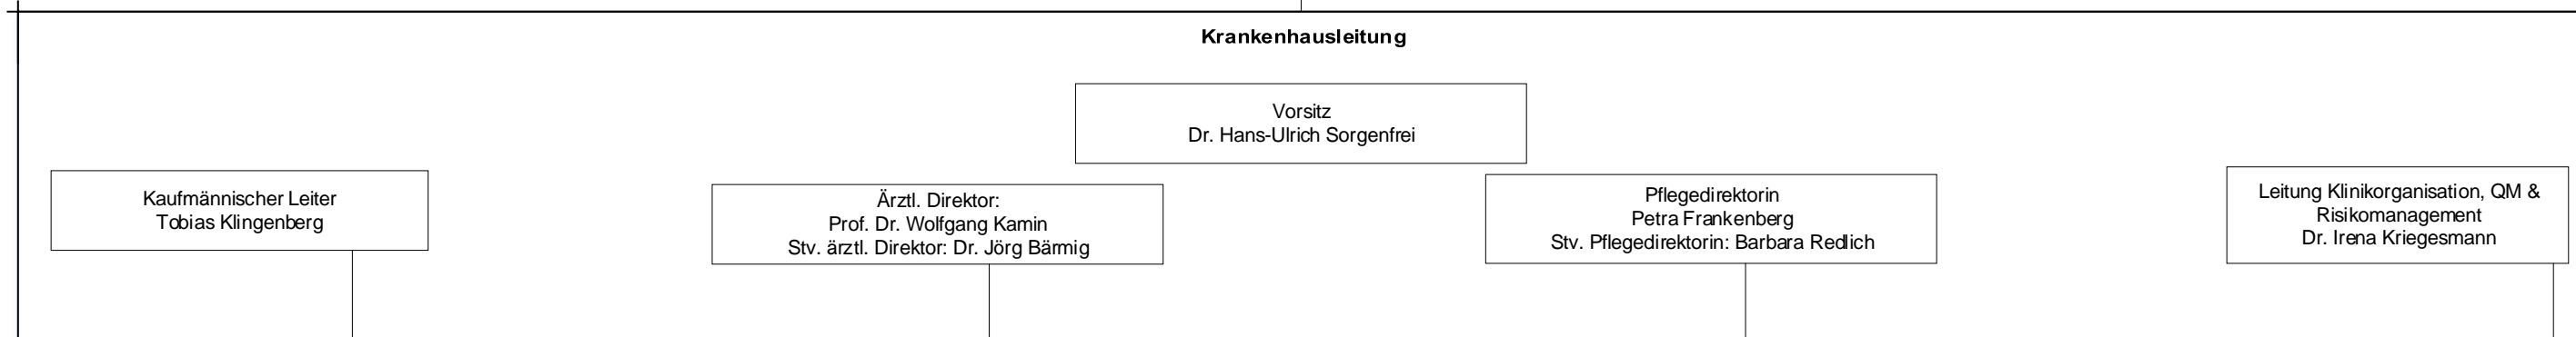 Krankenhausleitung
Vorsitz
Dr. Hans-Ulrich Sorgenfrei
Kaufmännischer Leiter
Tobias Klingenberg
Ärztl. Direktor:
Prof. Dr. Wolfgang Kamin
Stv. ärztl. Direktor: Dr. Jörg Bärmig
Pflegedirektorin
Petra Frankenberg
Stv. Pflegedirektorin: Barbara Redlich
Leitung Klinikorganisation, QM &
Risikomanagement
Dr. Irena Kriegesmann